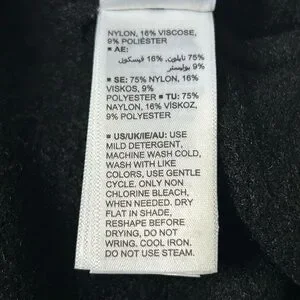 NYLON, 16% VISCOSE,
9% POLIÉSTER
■ AE:
75% نايلون, 16% فيسكوز,
9% بوليستر
■ SE: 75% NYLON, 16%
VISKOS, 9%
POLYESTER ■ TU: 75%
NAYLON, 16% VİSKOZ,
9% POLYESTER
■ US/UK/IE/AU: USE
MILD DETERGENT,
MACHINE WASH COLD,
WASH WITH LIKE
COLORS, USE GENTLE
CYCLE. ONLY NON
CHLORINE BLEACH,
WHEN NEEDED. DRY
FLAT IN SHADE,
RESHAPE BEFORE
DRYING, DO NOT
WRING. COOL IRON.
DO NOT USE STEAM.